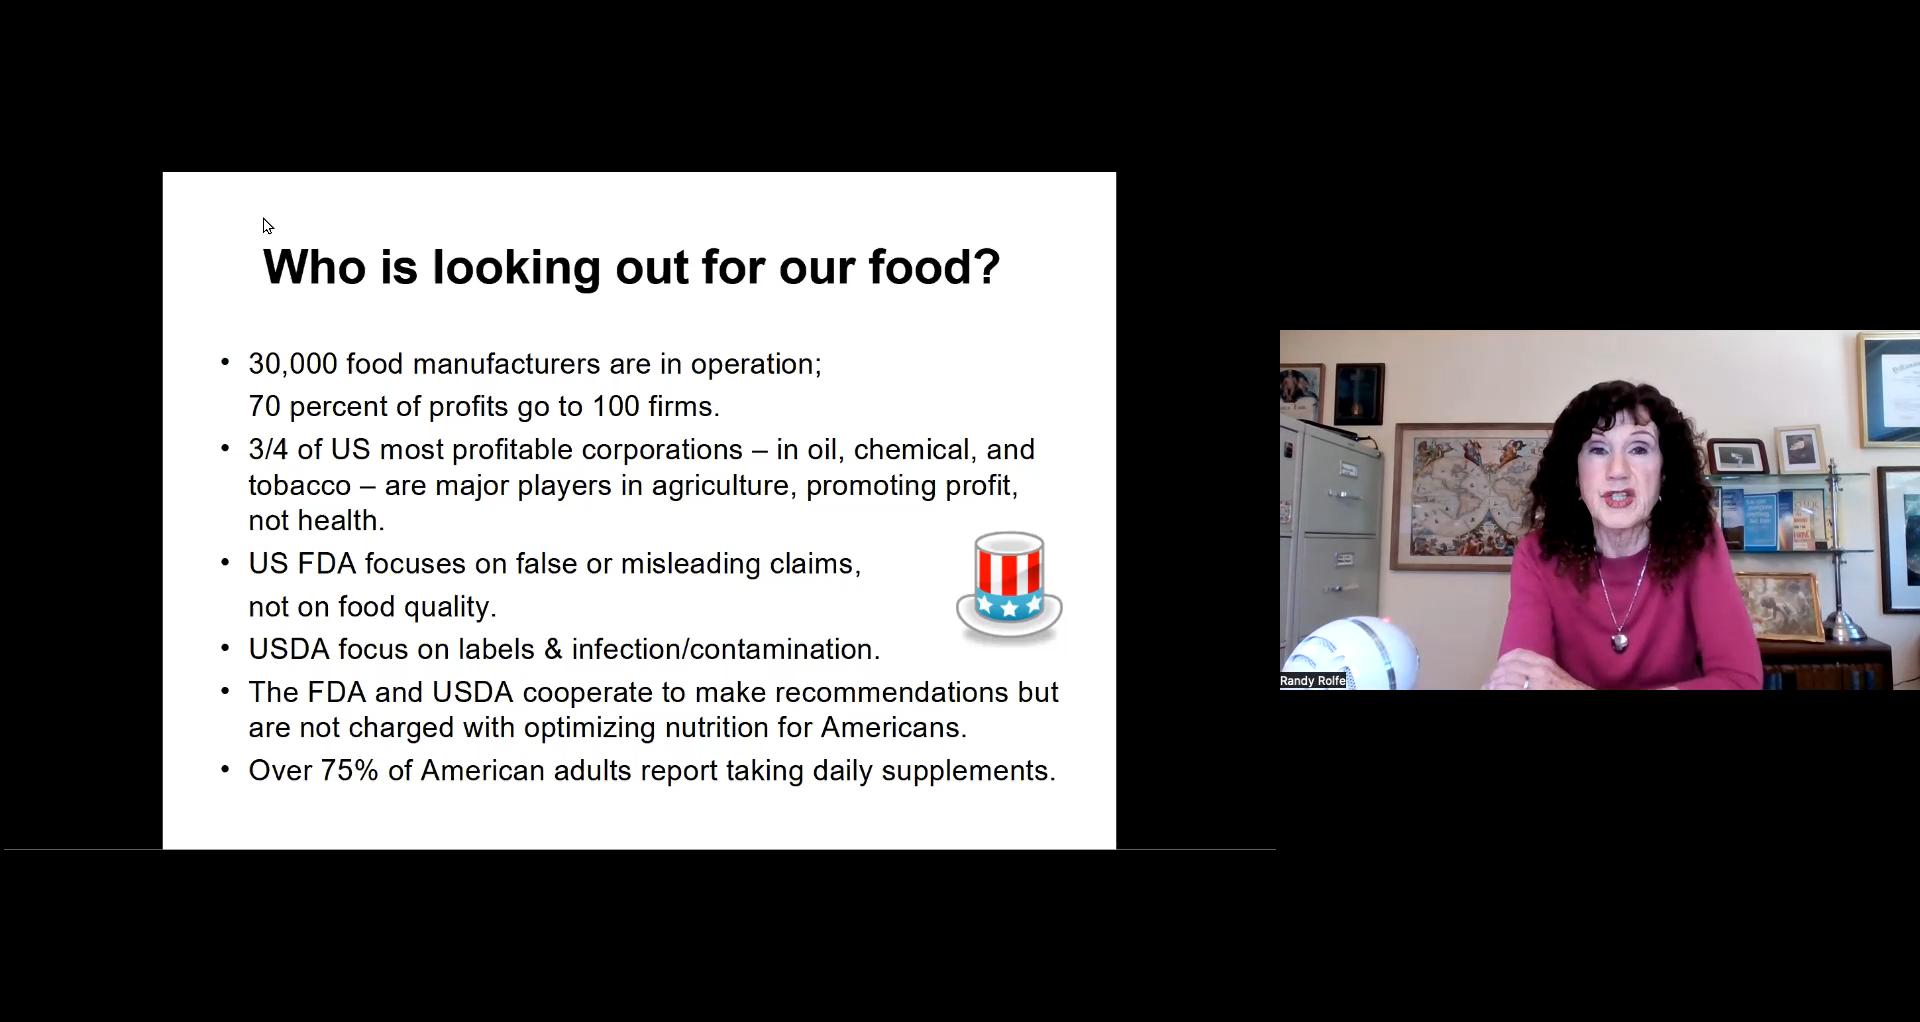 Who is looking out for our food?
• 30,000 food manufacturers are in operation;
70 percent of profits go to 100 firms.
• 3/4 of US most profitable corporations – in oil, chemical, and
tobacco – are major players in agriculture, promoting profit,
not health.
• US FDA focuses on false or misleading claims,
not on food quality.
• USDA focus on labels & infection/contamination.
• The FDA and USDA cooperate to make recommendations but
are not charged with optimizing nutrition for Americans.
• Over 75% of American adults report taking daily supplements.
Randy Rolfe